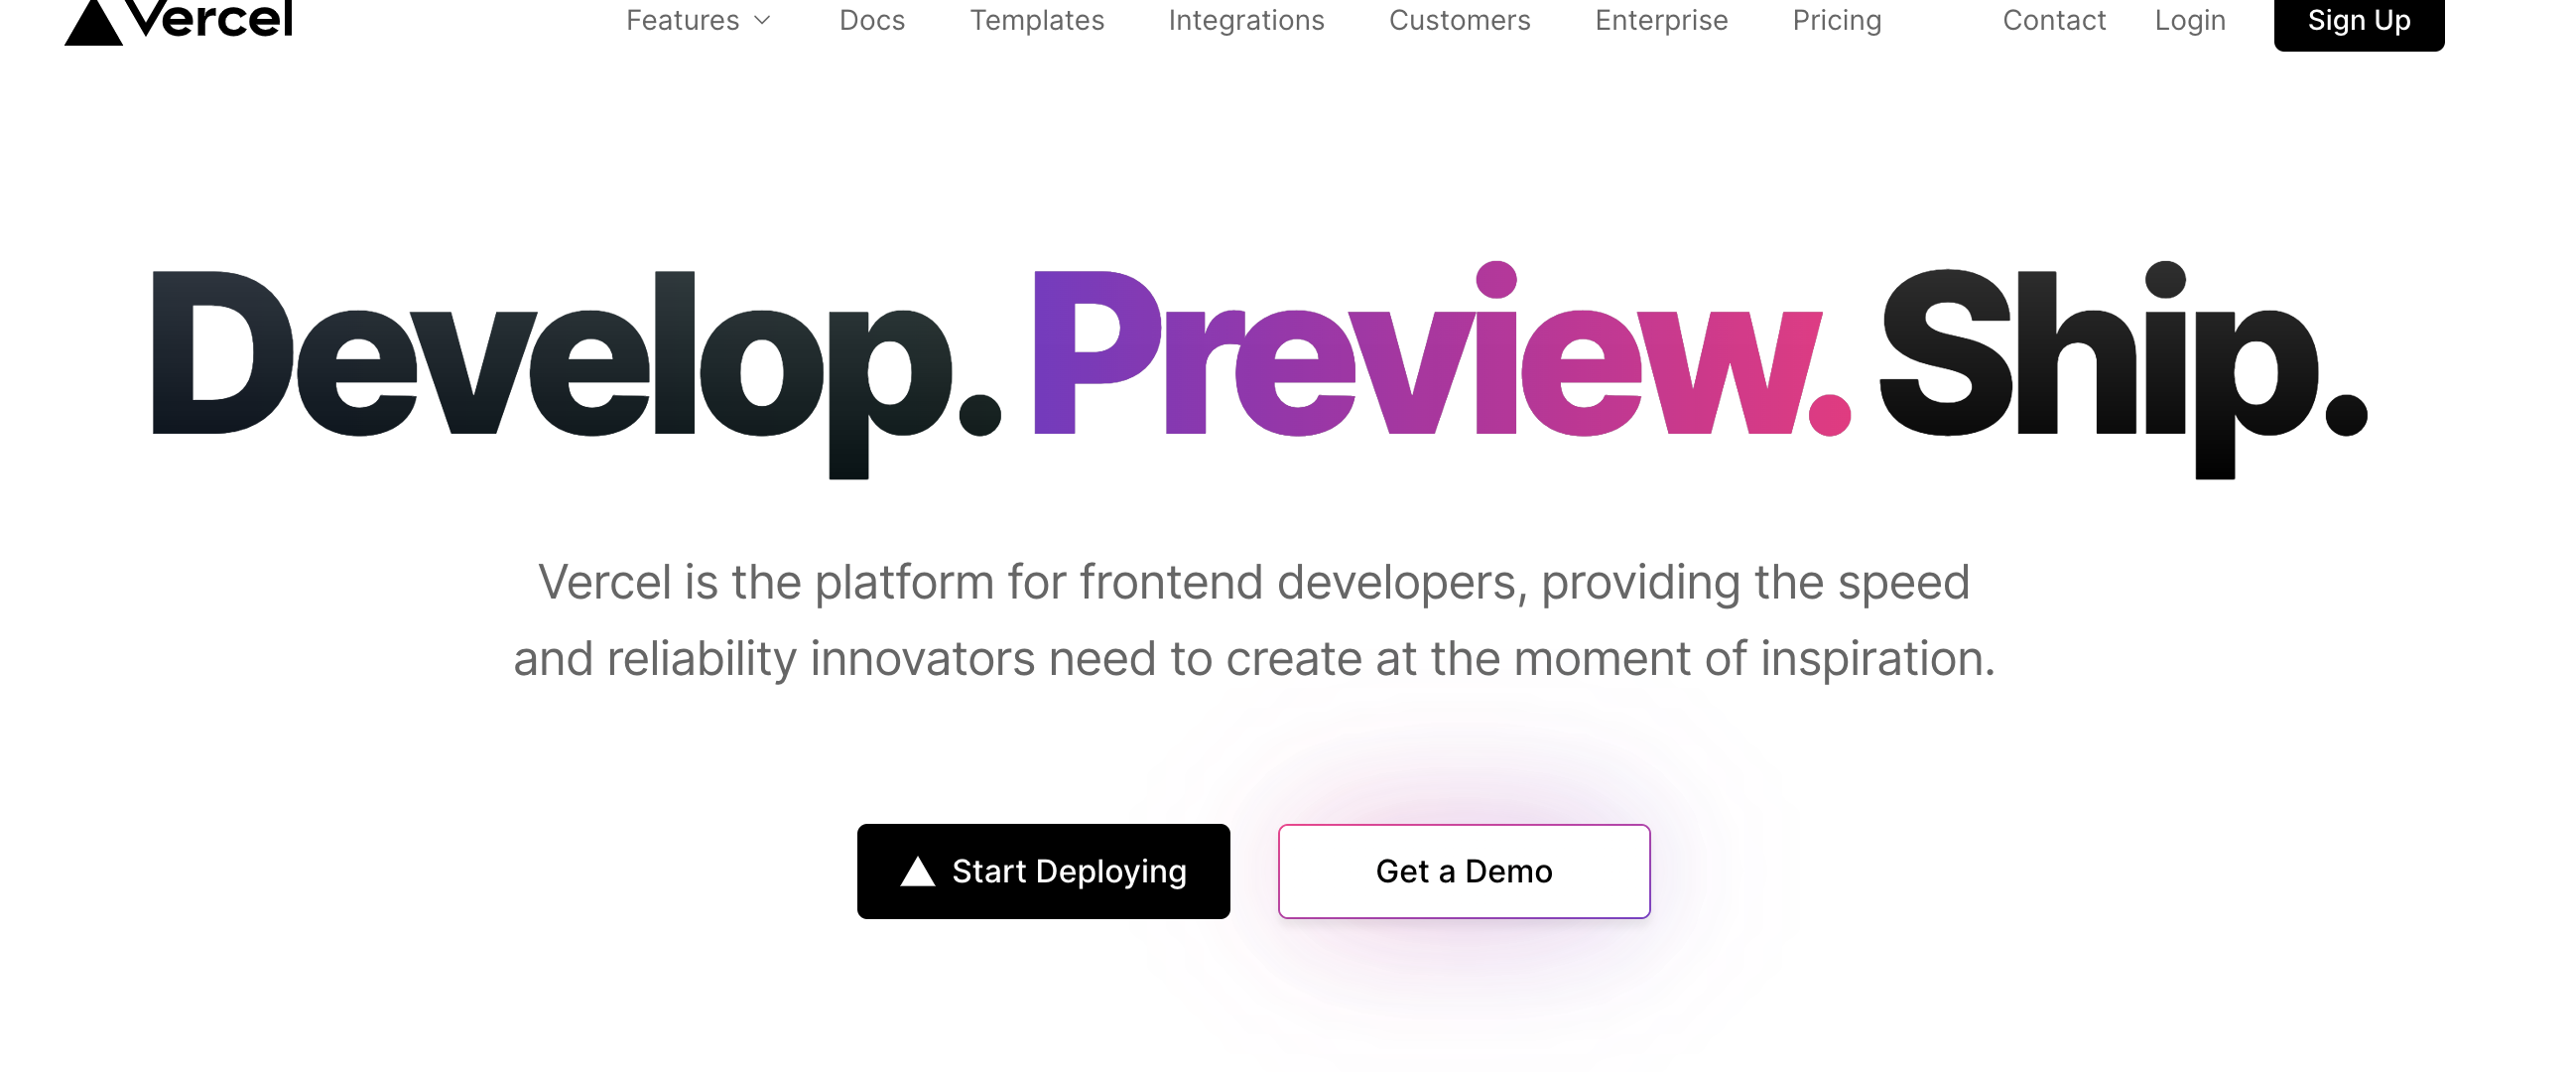 Vercel Features Docs Templates Integrations Customers Enterprise Pricing Contact Login Sign Up
Develop. Preview. Ship.
Vercel is the platform for frontend developers, providing the speed
and reliability innovators need to create at the moment of inspiration.
Start Deploying Get a Demo